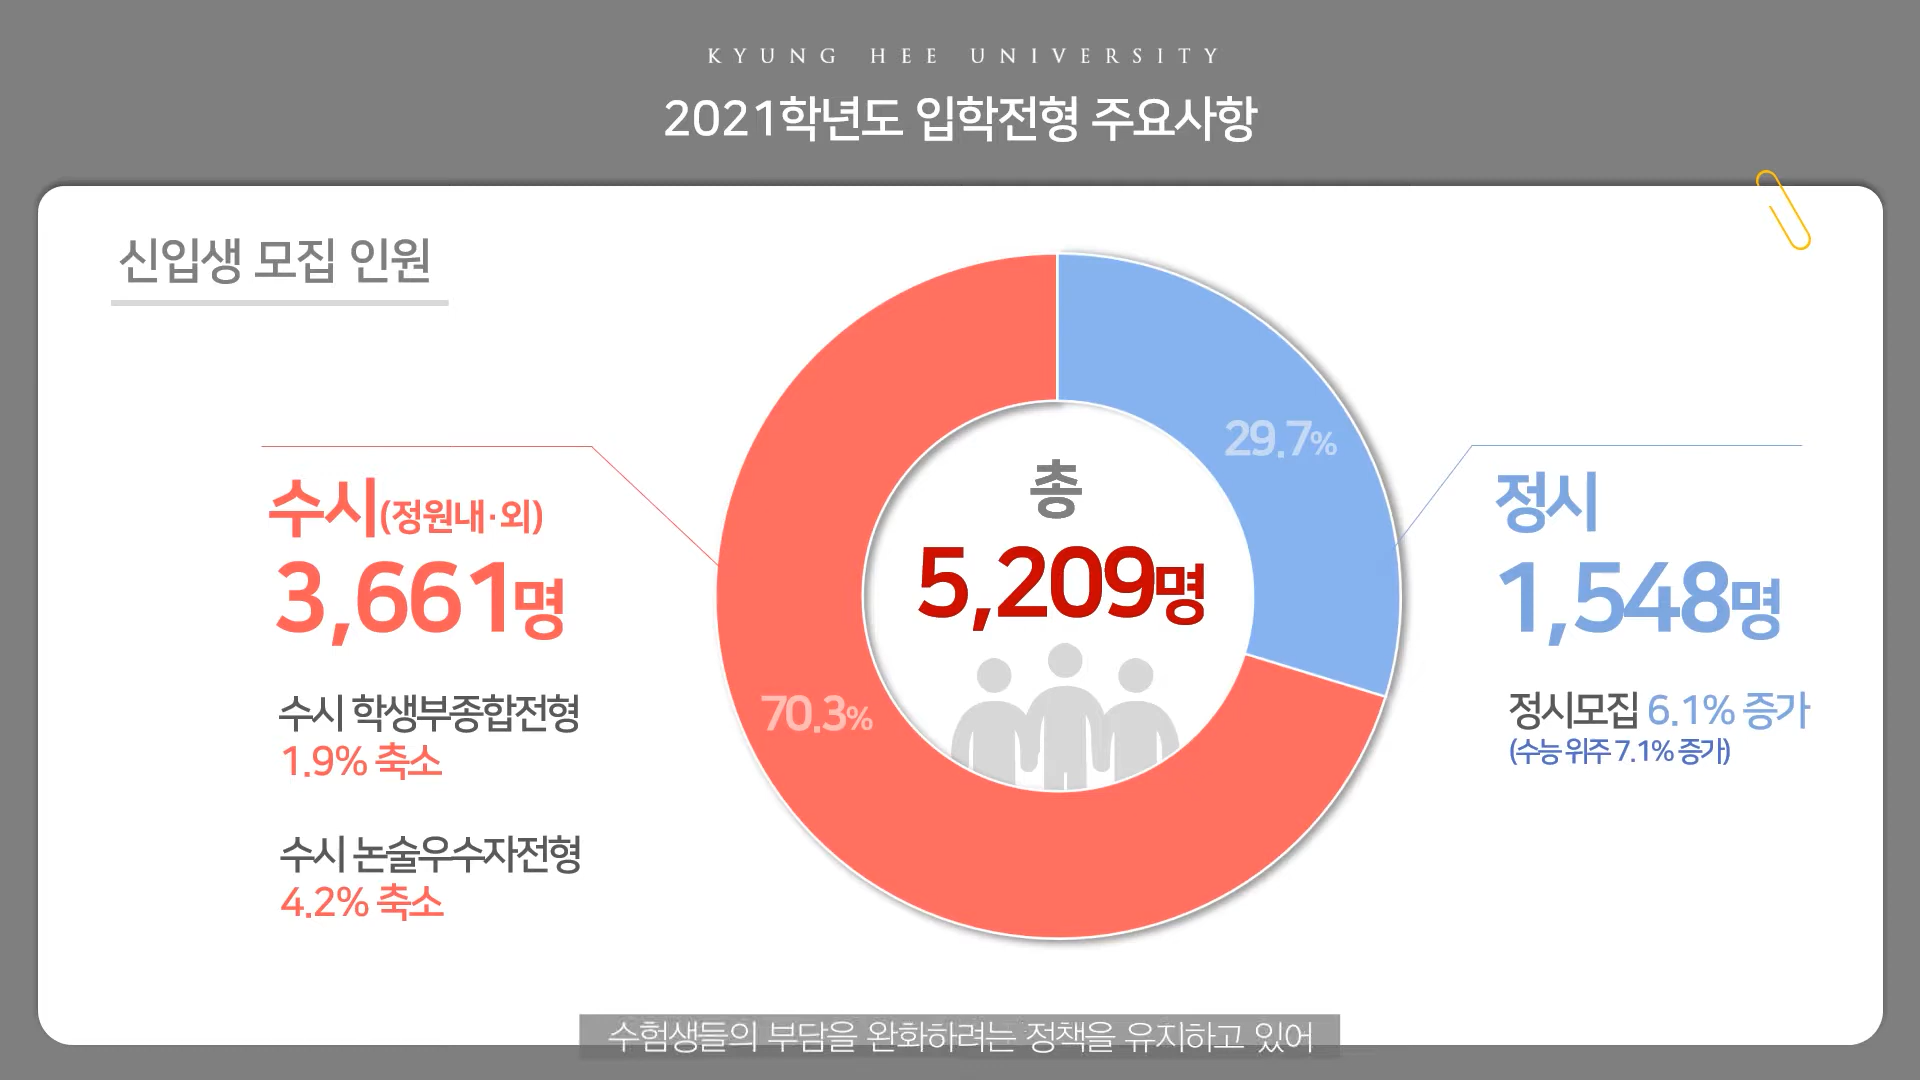 KYUNG HEE UNIVERSITY
2021학년도 입학전형 주요사항
신입생 모집 인원
수시(정원내·외)
3,661명
수시 학생부종합전형
1.9% 축소
수시 논술우수자전형
4.2% 축소
70.3%
총
5,209명
29.7%
정시
1,548명
정시모집 6.1% 증가
(수능 위주 7.1% 증가)
수험생들의 부담을 완화하려는 정책을 유지하고 있어